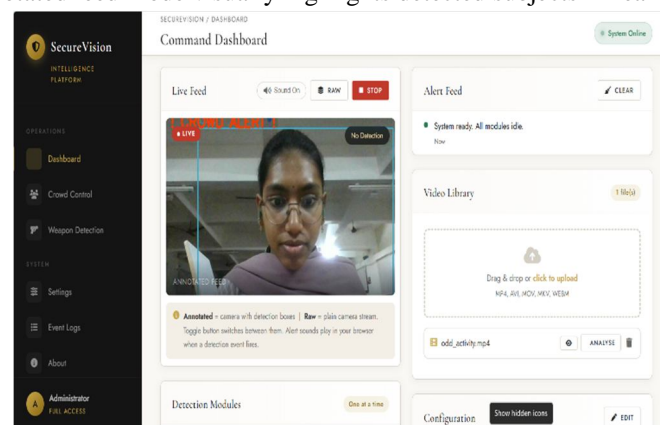 SECUREVISION / DASHBOARD
Command Dashboard
System Online
SecureVision
INTELLIGENCE
PLATFORM
OPERATIONS
Dashboard
Crowd Control
Weapon Detection
SYSTEM
Settings
Event Logs
About
A
Administrator
FULL ACCESS
Live Feed
Sound On
RAW
STOP
LIVE
No Detection
ANNOTATED FEED
Annotated = camera with detection boxes | Raw = plain camera stream.
Toggle button switches between them. Alert sounds play in your browser
when a detection event fires.
Detection Modules
One at a time
Alert Feed
CLEAR
System ready. All modules idle.
Now
Video Library
1 file(s)
Drag & drop or click to upload
MP4, AVI, MOV, MKV, WEBM
odd_activity.mp4
ANALYSE
Configuration
Show hidden icons
EDIT